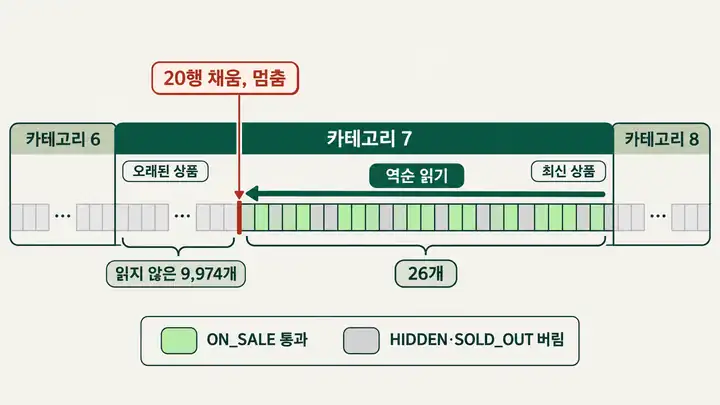 20행 채움, 멈춤
카테고리 6
카테고리 7
카테고리 8
오래된 상품
역순 읽기
최신 상품
...
...
...
읽지 않은 9,974개
26개
ON_SALE 통과
HIDDEN·SOLD_OUT 버림